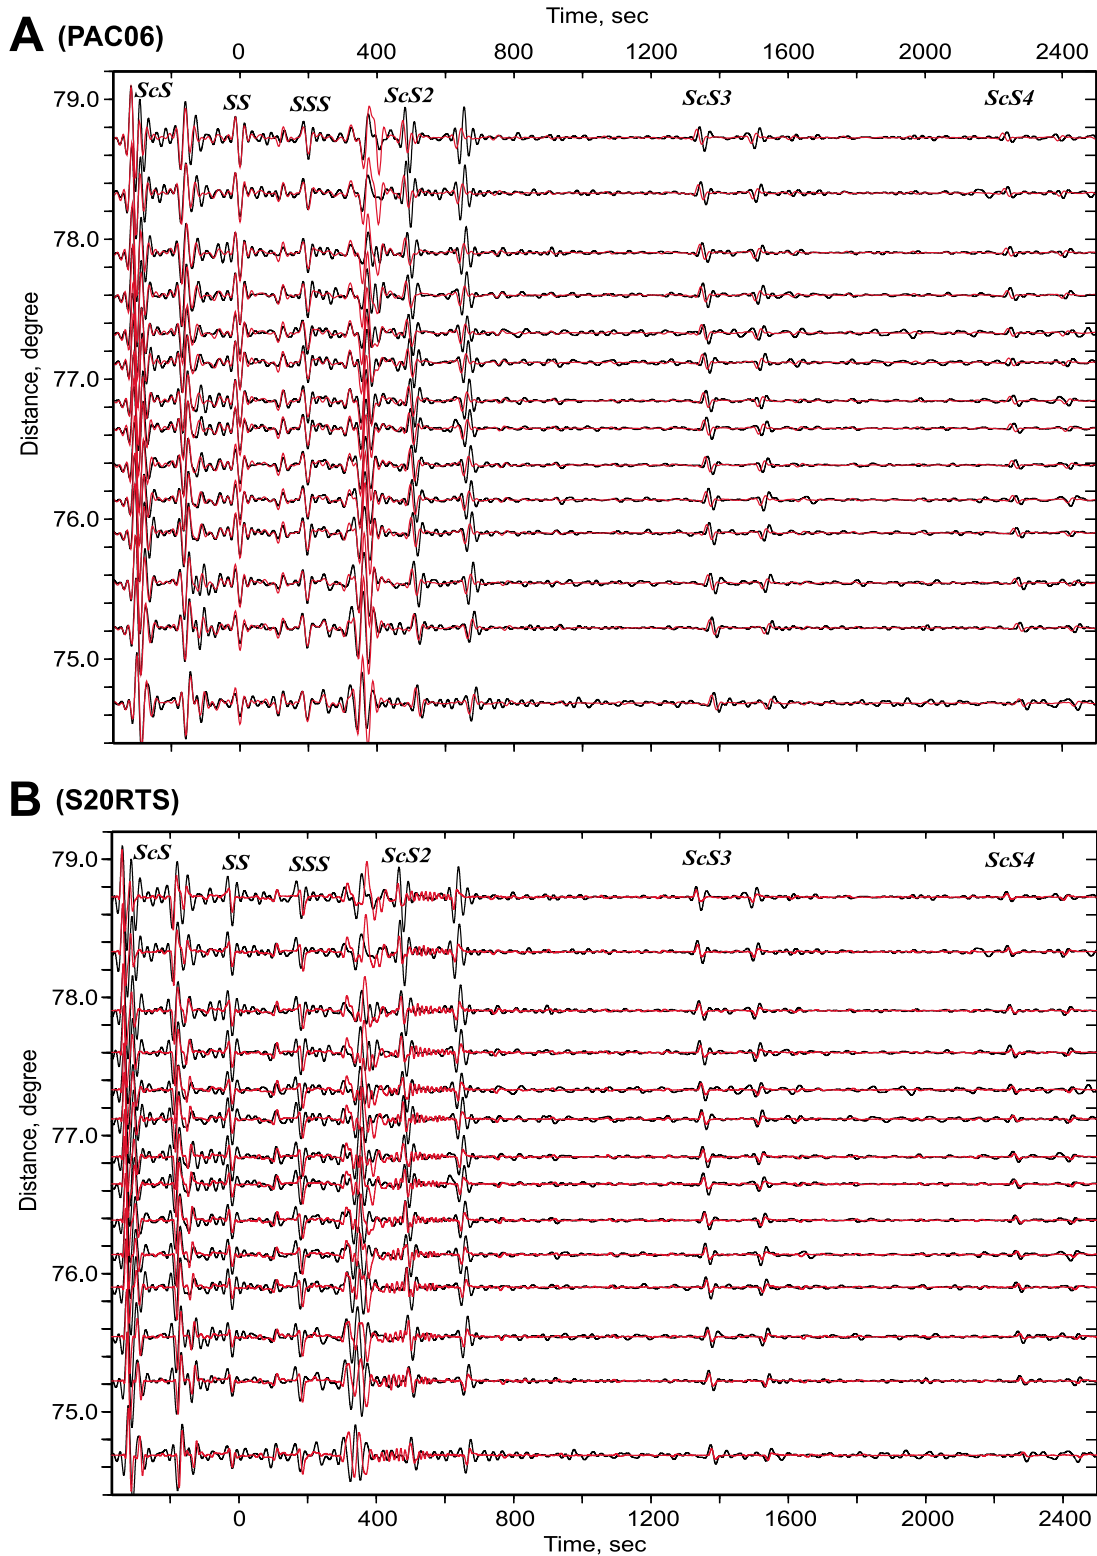 Time, sec
A (PAC06)
0 400 800 1200 1600 2000 2400
ScS SS SSS ScS2 ScS3 ScS4
79.0
78.0
77.0
76.0
75.0
Distance, degree
B (S20RTS)
ScS SS SSS ScS2 ScS3 ScS4
79.0
78.0
77.0
76.0
75.0
Distance, degree
0 400 800 1200 1600 2000 2400
Time, sec